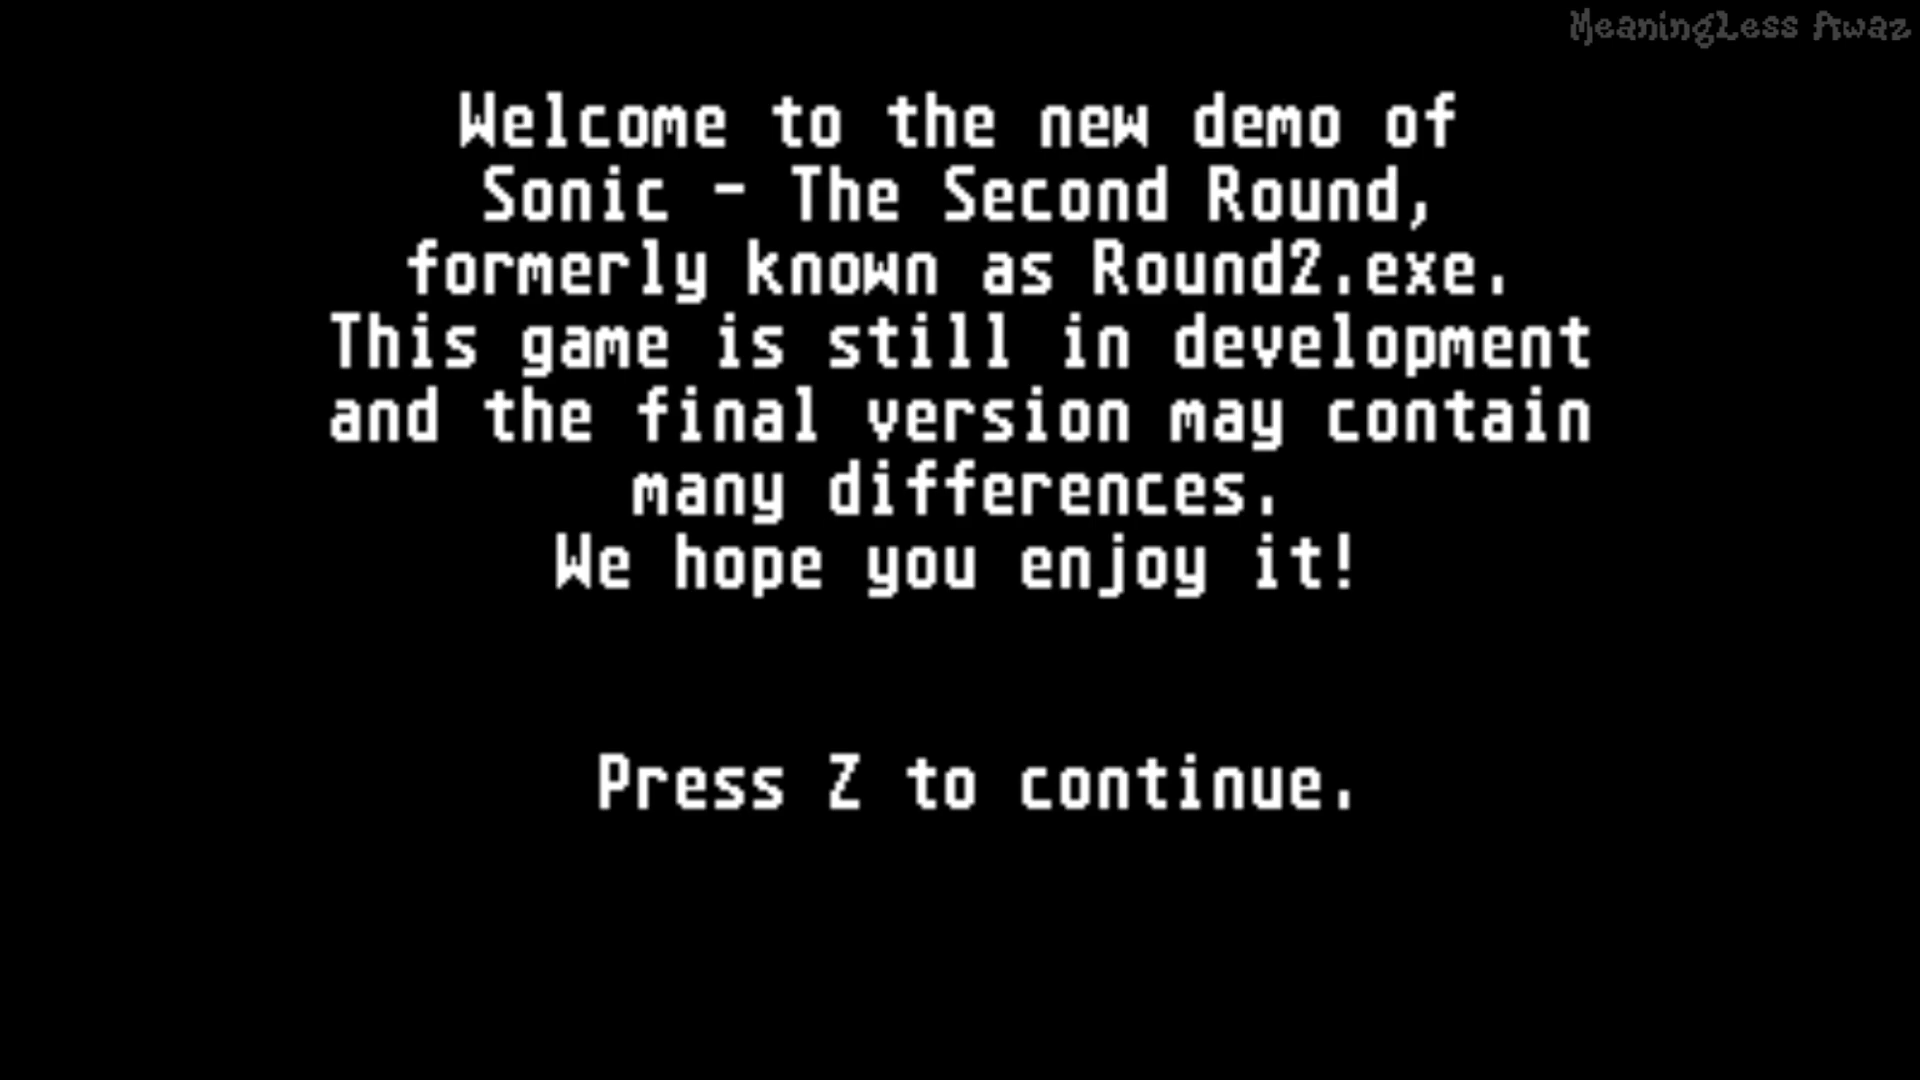 MeaningLess Awaz
Welcome to the new demo of
Sonic - The Second Round,
formerly known as Round2.exe.
This game is still in development
and the final version may contain
many differences.
We hope you enjoy it!
Press Z to continue.